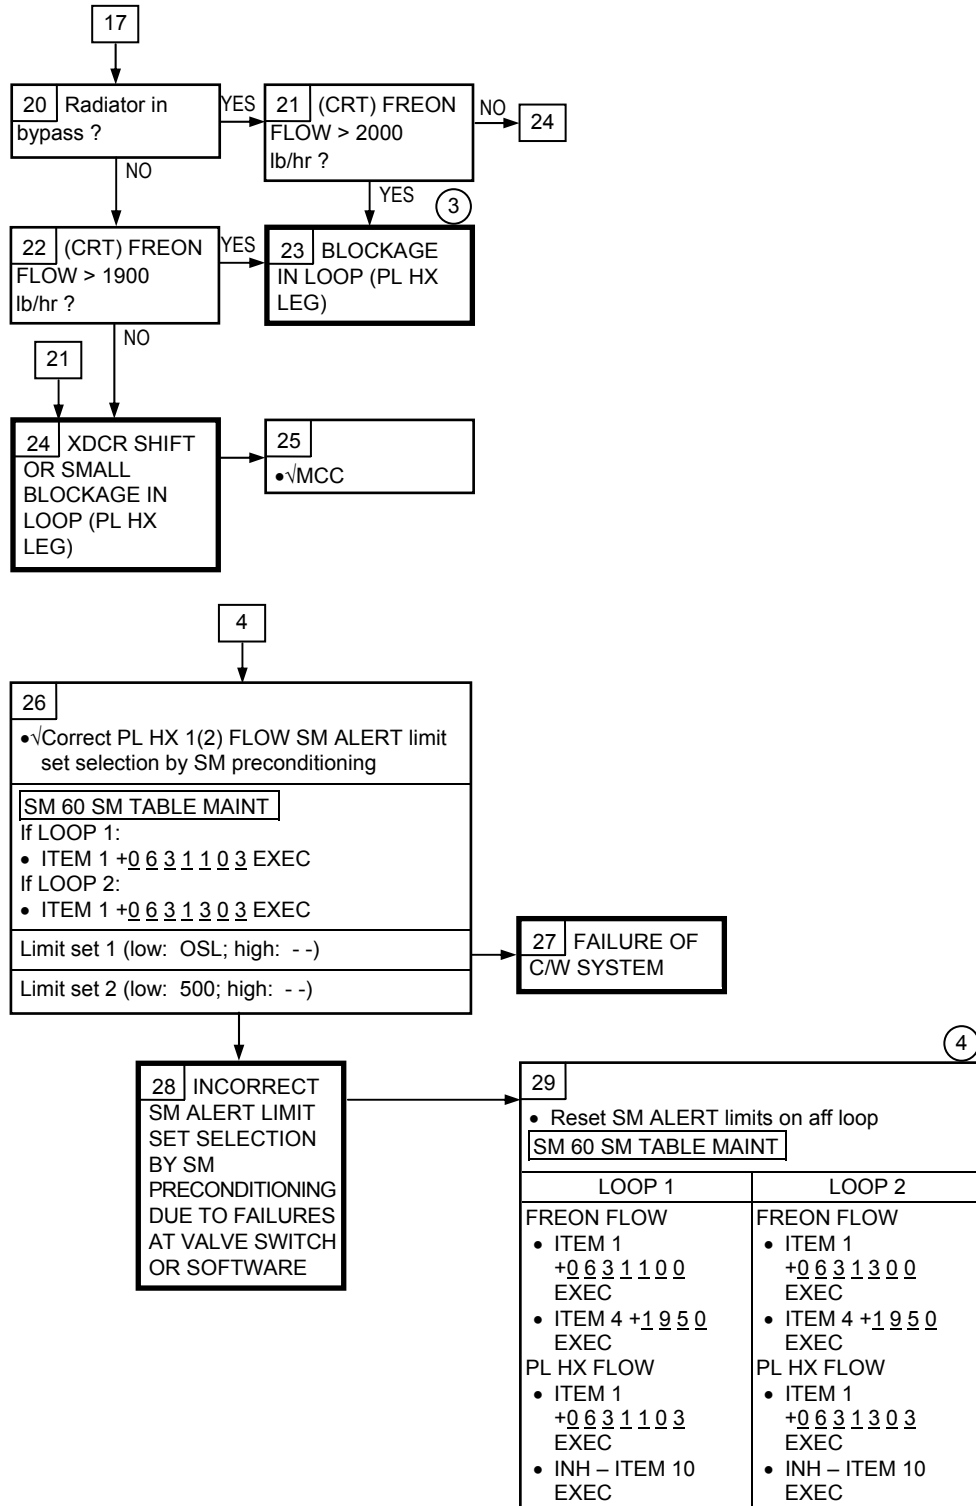 17
20 Radiator in
bypass ?
YES
21 (CRT) FREON
FLOW > 2000
lb/hr ?
NO
24
NO
YES
3
22 (CRT) FREON
FLOW > 1900
lb/hr ?
YES
23 BLOCKAGE
IN LOOP (PL HX
LEG)
NO
21
24 XDCR SHIFT
OR SMALL
BLOCKAGE IN
LOOP (PL HX
LEG)
25
•√MCC
4
26
•√Correct PL HX 1(2) FLOW SM ALERT limit
set selection by SM preconditioning
SM 60 SM TABLE MAINT
If LOOP 1:
• ITEM 1 +0 6 3 1 1 0 3 EXEC
If LOOP 2:
• ITEM 1 +0 6 3 1 3 0 3 EXEC
Limit set 1 (low: OSL; high: - -)
Limit set 2 (low: 500; high: - -)
27 FAILURE OF
C/W SYSTEM
28 INCORRECT
SM ALERT LIMIT
SET SELECTION
BY SM
PRECONDITIONING
DUE TO FAILURES
AT VALVE SWITCH
OR SOFTWARE
4
29
• Reset SM ALERT limits on aff loop
SM 60 SM TABLE MAINT
LOOP 1
FREON FLOW
• ITEM 1
+0 6 3 1 1 0 0
EXEC
• ITEM 4 +1 9 5 0
EXEC
PL HX FLOW
• ITEM 1
+0 6 3 1 1 0 3
EXEC
• INH – ITEM 10
EXEC
LOOP 2
FREON FLOW
• ITEM 1
+0 6 3 1 3 0 0
EXEC
• ITEM 4 +1 9 5 0
EXEC
PL HX FLOW
• ITEM 1
+0 6 3 1 3 0 3
EXEC
• INH – ITEM 10
EXEC